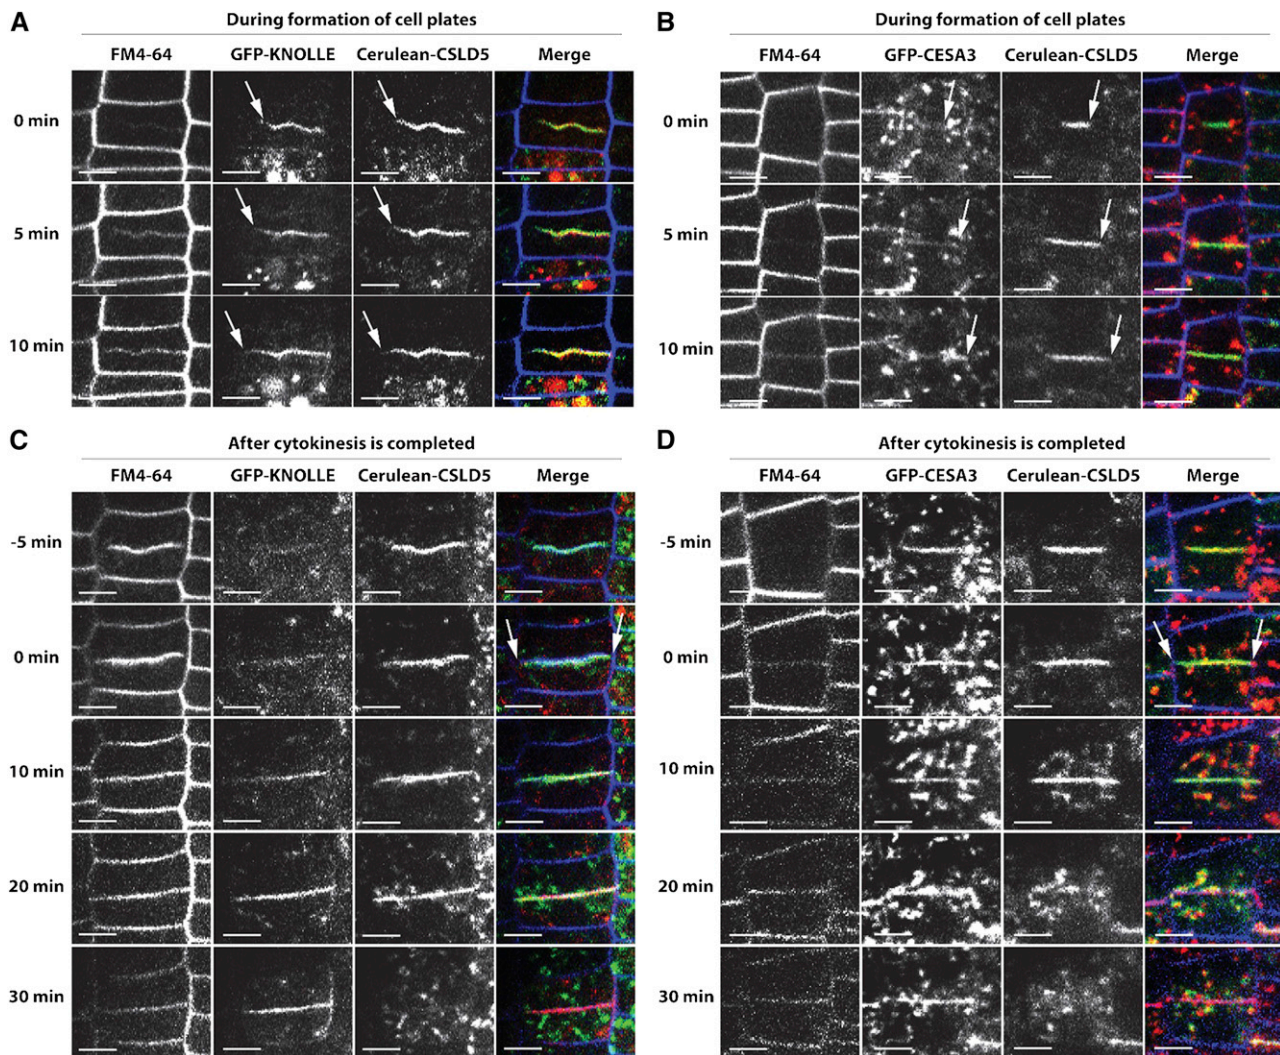 A
During formation of cell plates
FM4-64 GFP-KNOLLE Cerulean-CSLD5 Merge
0 min
5 min
10 min
B
During formation of cell plates
FM4-64 GFP-CESA3 Cerulean-CSLD5 Merge
0 min
5 min
10 min
C
After cytokinesis is completed
FM4-64 GFP-KNOLLE Cerulean-CSLD5 Merge
-5 min
0 min
10 min
20 min
30 min
D
After cytokinesis is completed
FM4-64 GFP-CESA3 Cerulean-CSLD5 Merge
-5 min
0 min
10 min
20 min
30 min